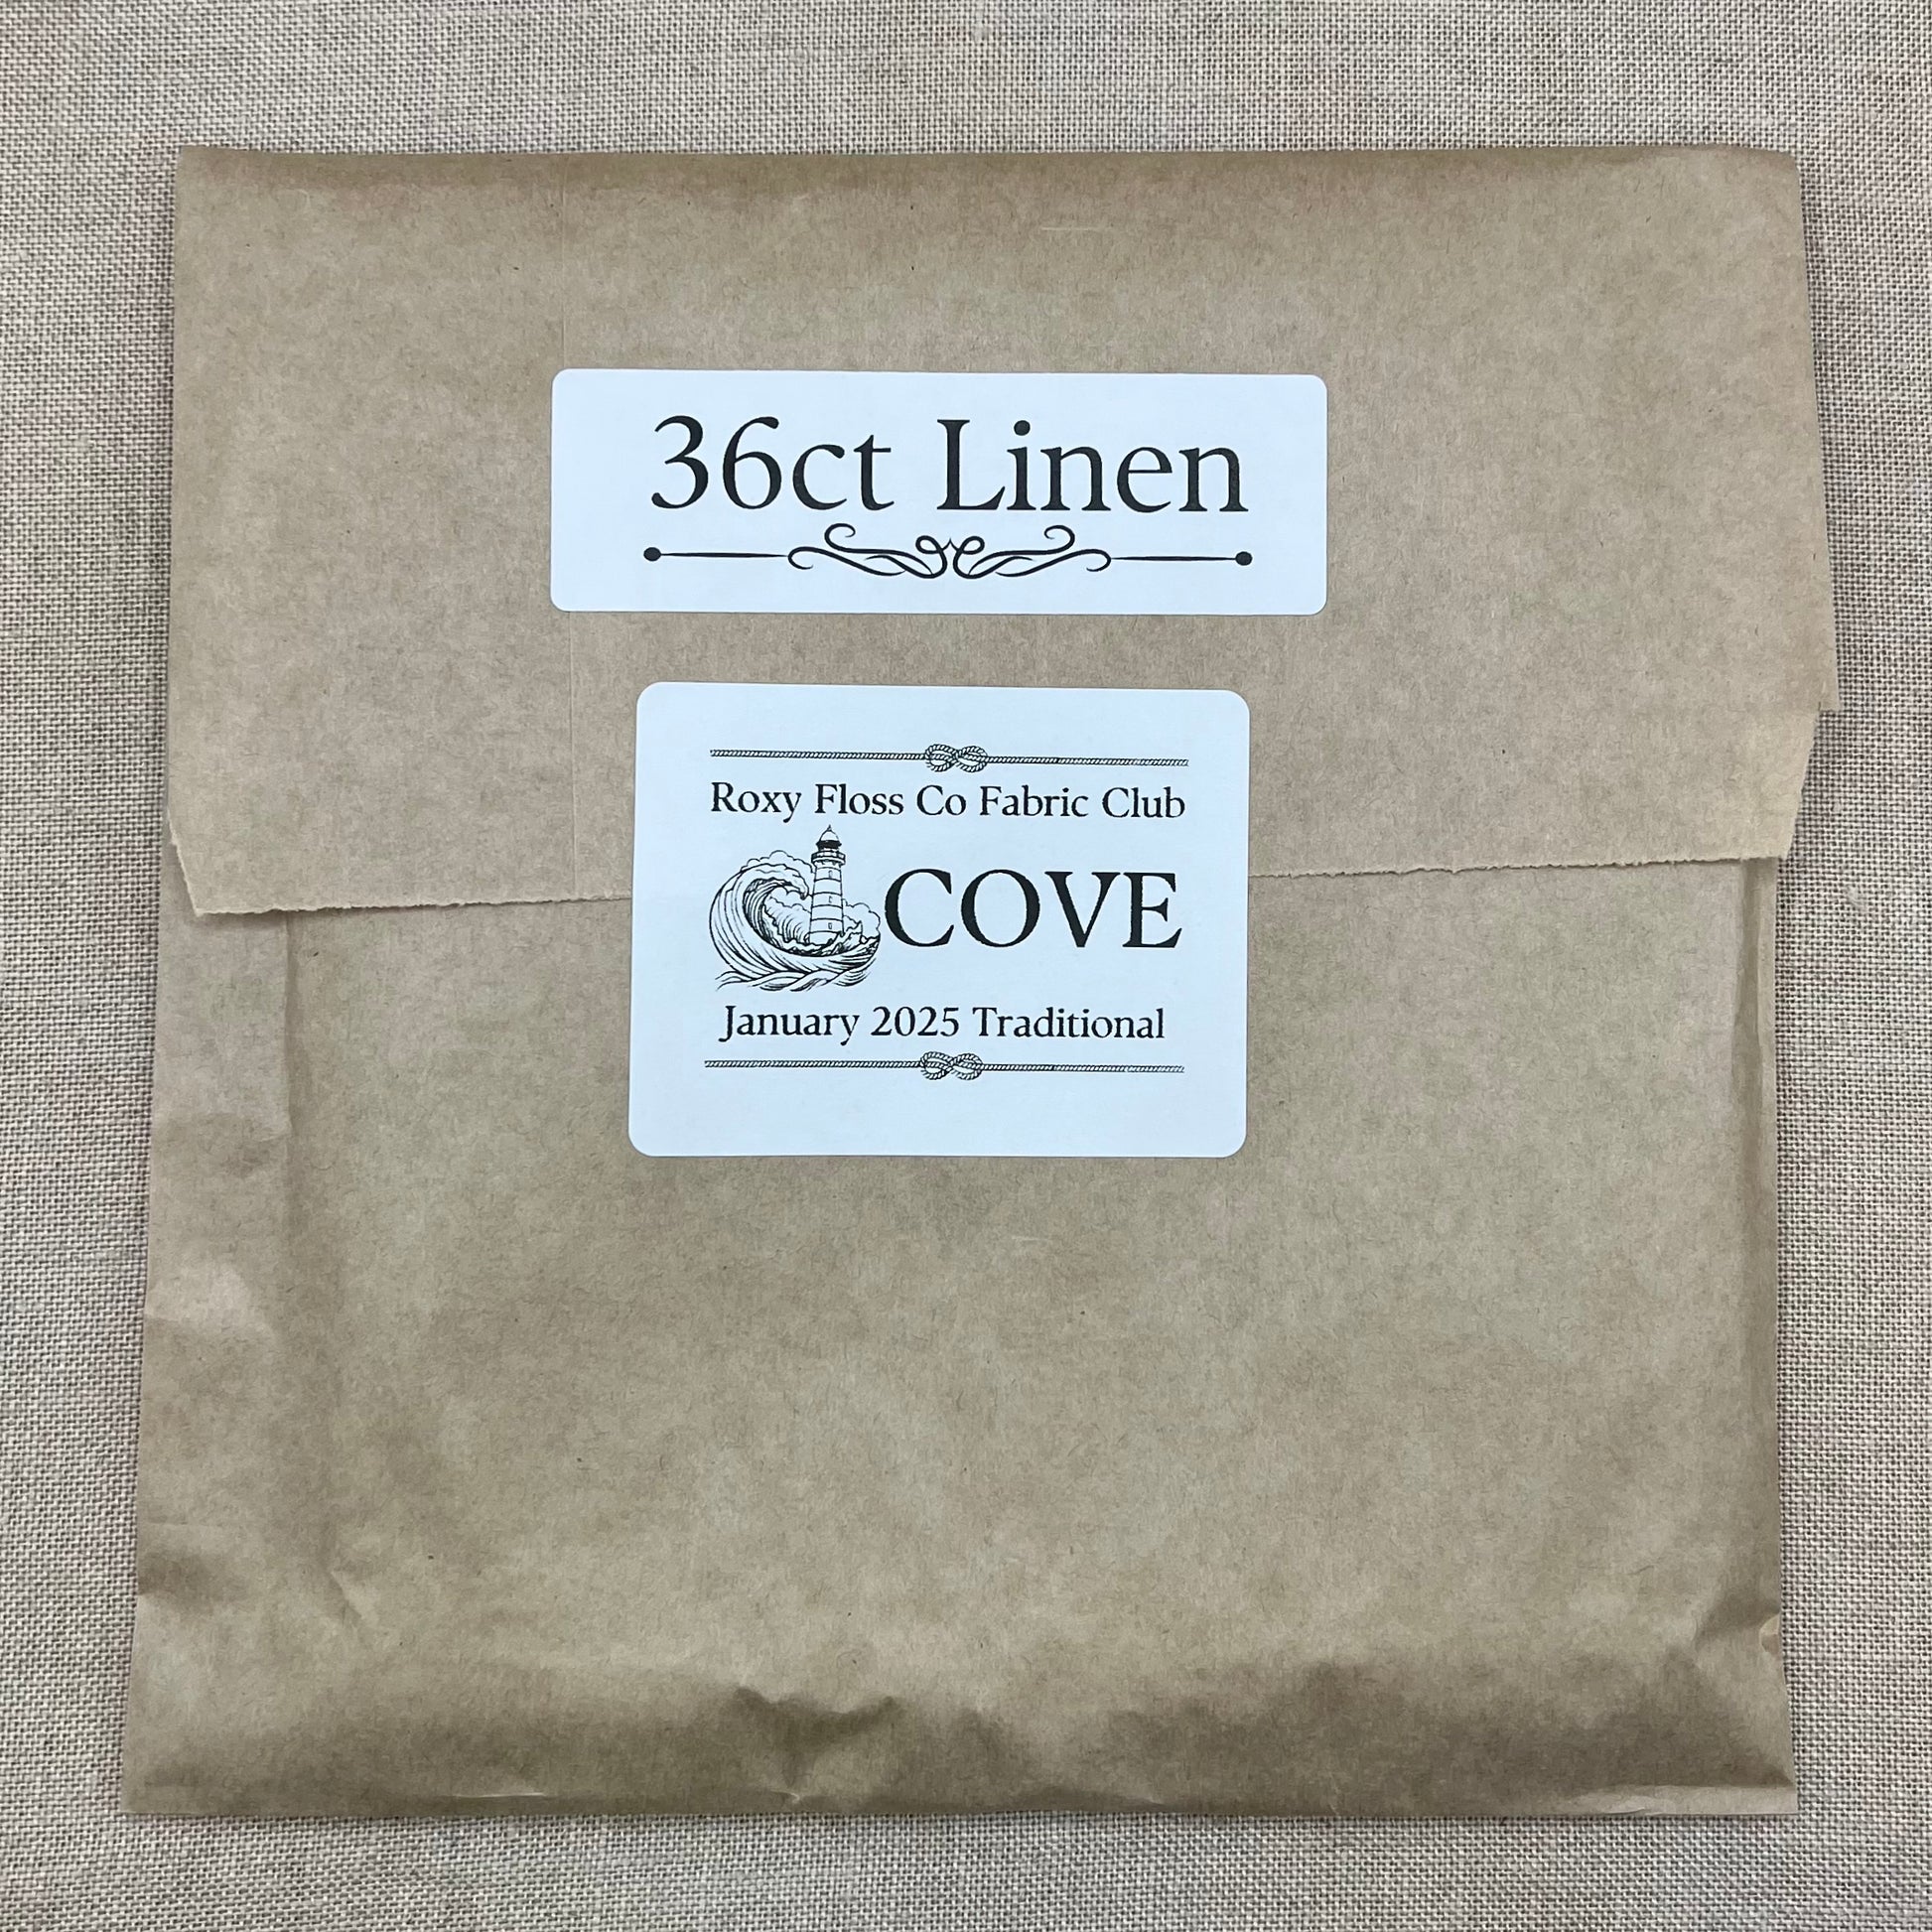 36ct Linen
Roxy Floss Co Fabric Club
COVE
January 2025 Traditional